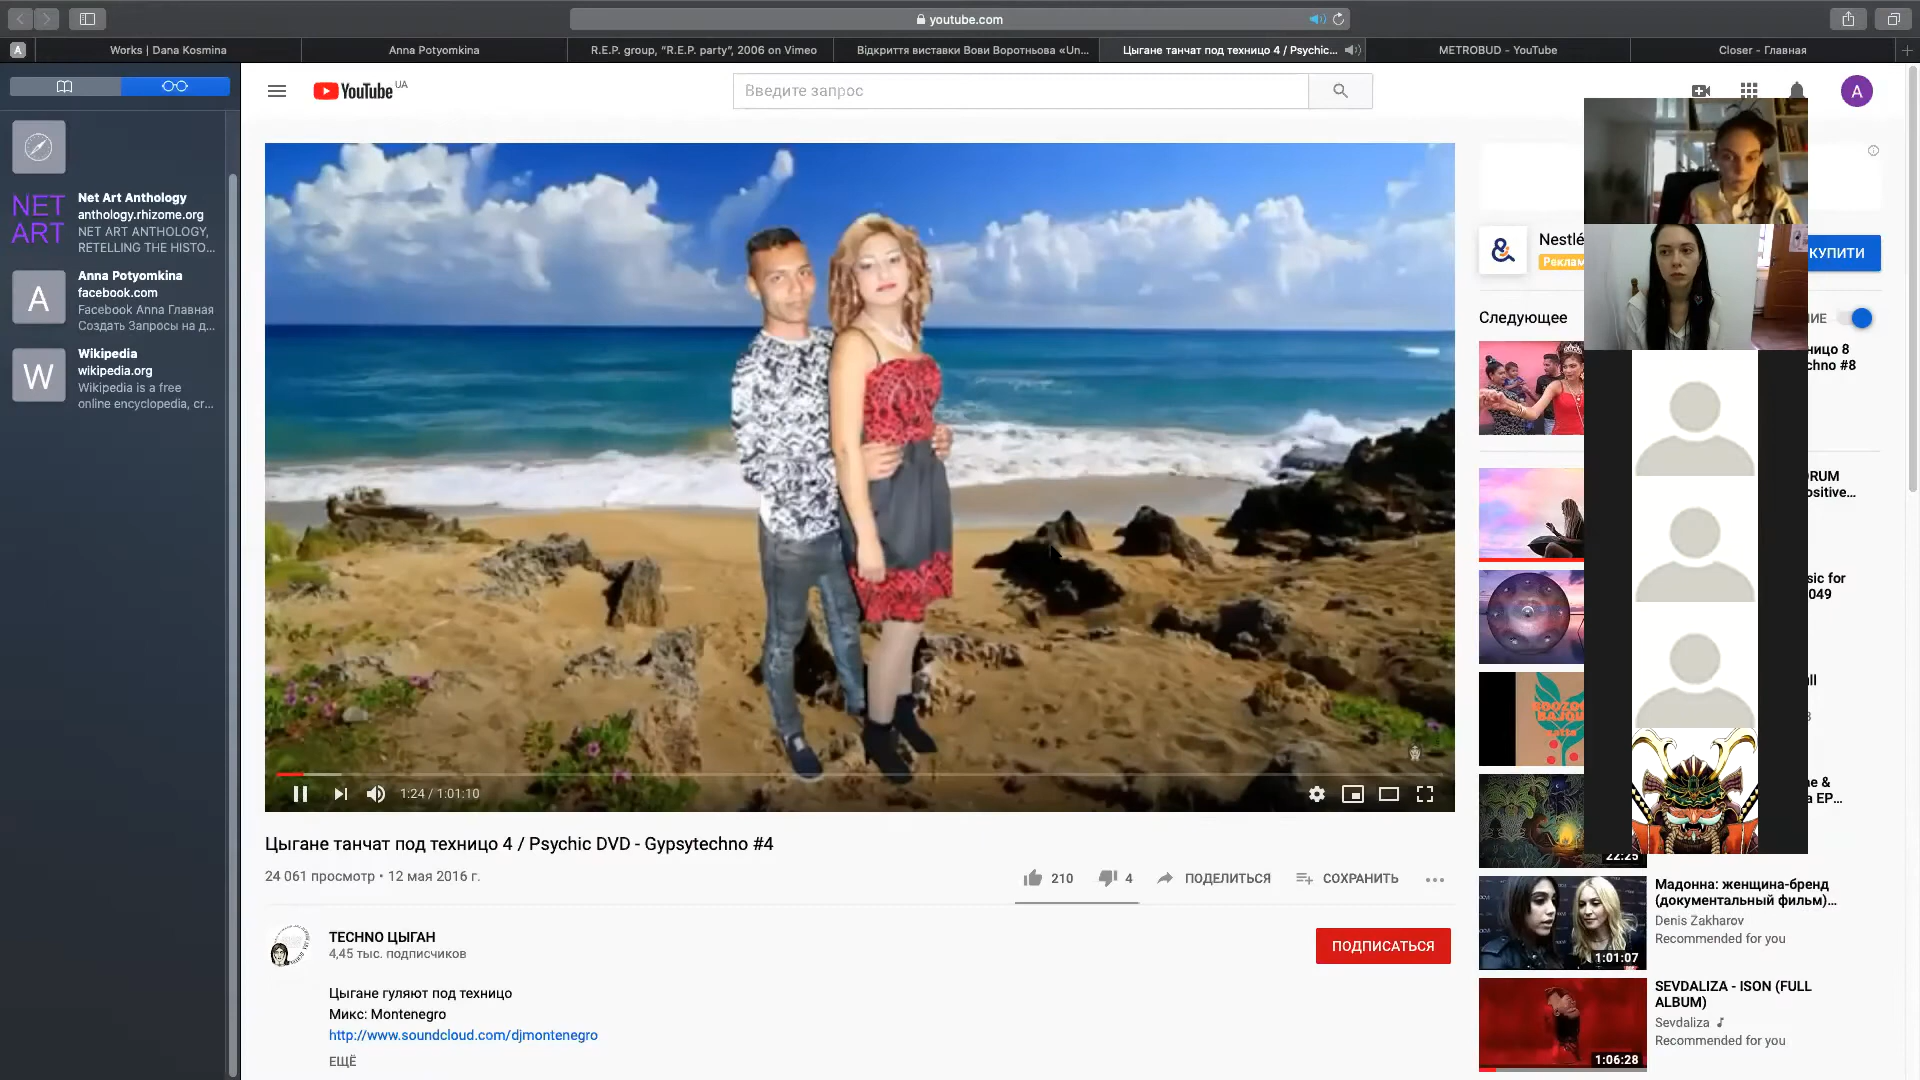 youtube.com
A
Works | Dana Kosmina
Anna Potyomkina
R.E.P. group, “R.E.P. party”, 2006 on Vimeo
Відкриття виставки Вови Воротньова «Un...
Цыгане танчат под техницо 4 / Psychic...
METROBUD - YouTube
Closer - Главная
YouTube UA
Введите запрос
A
NET ART
Net Art Anthology
anthology.rhizome.org
NET ART ANTHOLOGY,
RETELLING THE HISTO...
A
Anna Potyomkina
facebook.com
Facebook Anna Главная
Создать Запросы на д...
W
Wikipedia
wikipedia.org
Wikipedia is a free
online encyclopedia, cr...
1:24 / 1:01:10
Цыгане танчат под техницо 4 / Psychic DVD - Gypsytechno #4
24 061 просмотр • 12 мая 2016 г.
210
4
ПОДЕЛИТЬСЯ
СОХРАНИТЬ
TECHNO ЦЫГАН
4,45 тыс. подписчиков
ПОДПИСАТЬСЯ
Цыгане гуляют под техницо
Микс: Montenegro
http://www.soundcloud.com/djmontenegro
ЕЩЁ
Nestlé
Реклам
КУПИТИ
Следующее
ИЕ
ницо 8
chno #8
ORUM
ositive...
sic for
049
ll
e &
a EP...
22:25
Мадонна: женщина-бренд
(документальный фильм)...
Denis Zakharov
Recommended for you
1:01:07
SEVDALIZA - ISON (FULL
ALBUM)
Sevdaliza
Recommended for you
1:06:28